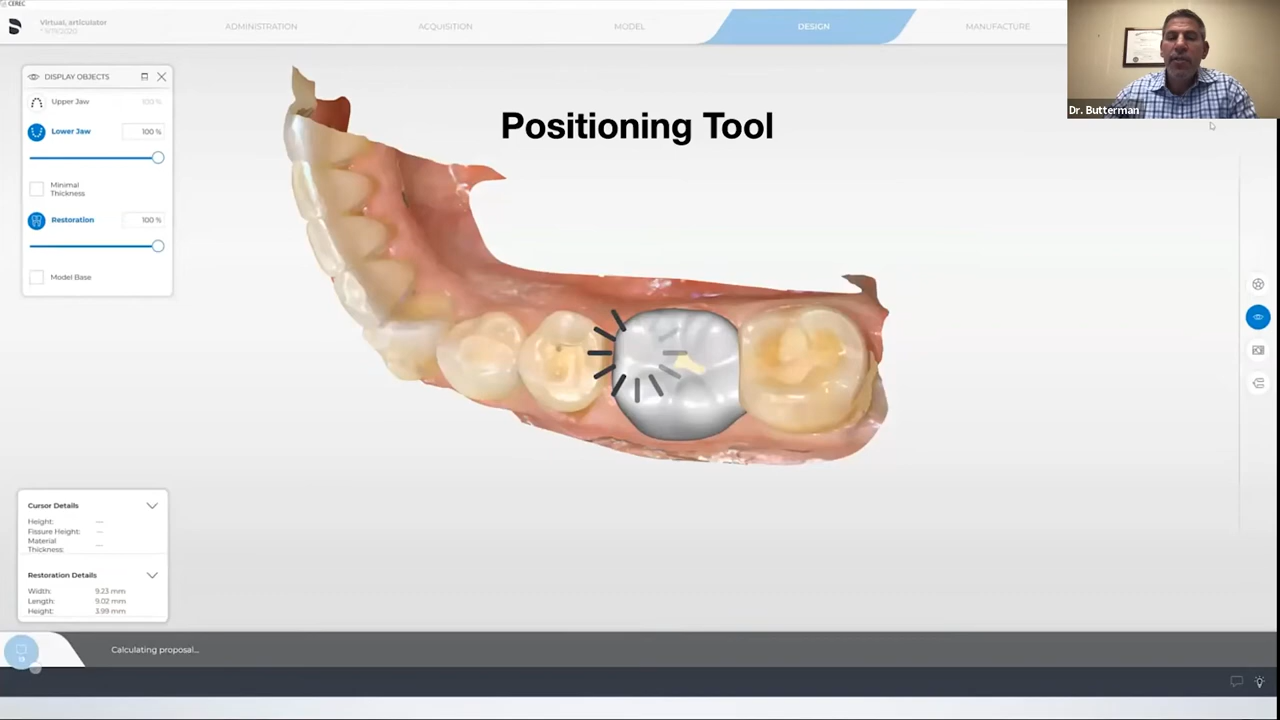 CEREC
Virtual, articulator
ADMINISTRATION
ACQUISITION
MODEL
DESIGN
MANUFACTURE
Dr. Butterman
DISPLAY OBJECTS
Upper Jaw 100 %
Lower Jaw 100 %
Minimal
Thickness
Restoration 100 %
Model Base
Positioning Tool
Cursor Details
Height: ---
Fissure Height: ---
Material
Thickness: ---
Restoration Details
Width: 9.23 mm
Length: 9.02 mm
Height: 3.99 mm
Calculating proposal...